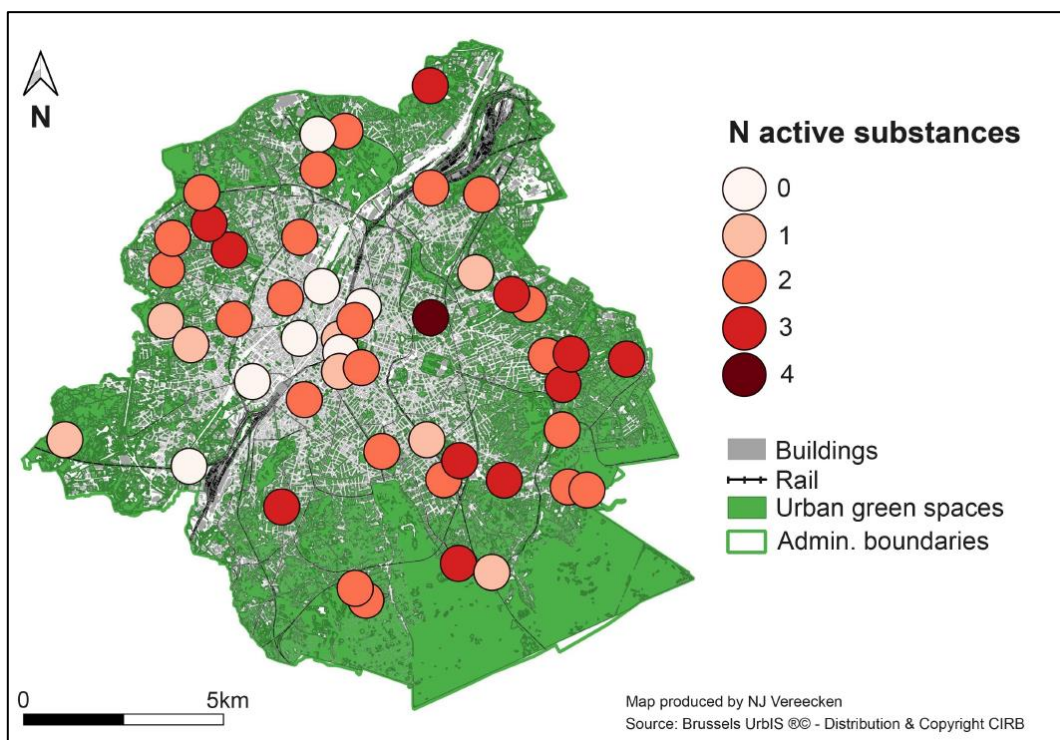 N
N active substances
0
1
2
3
4
Buildings
Rail
Urban green spaces
Admin. boundaries
0 5km
Map produced by NJ Vereecken
Source: Brussels UrbIS ®© - Distribution & Copyright CIRB